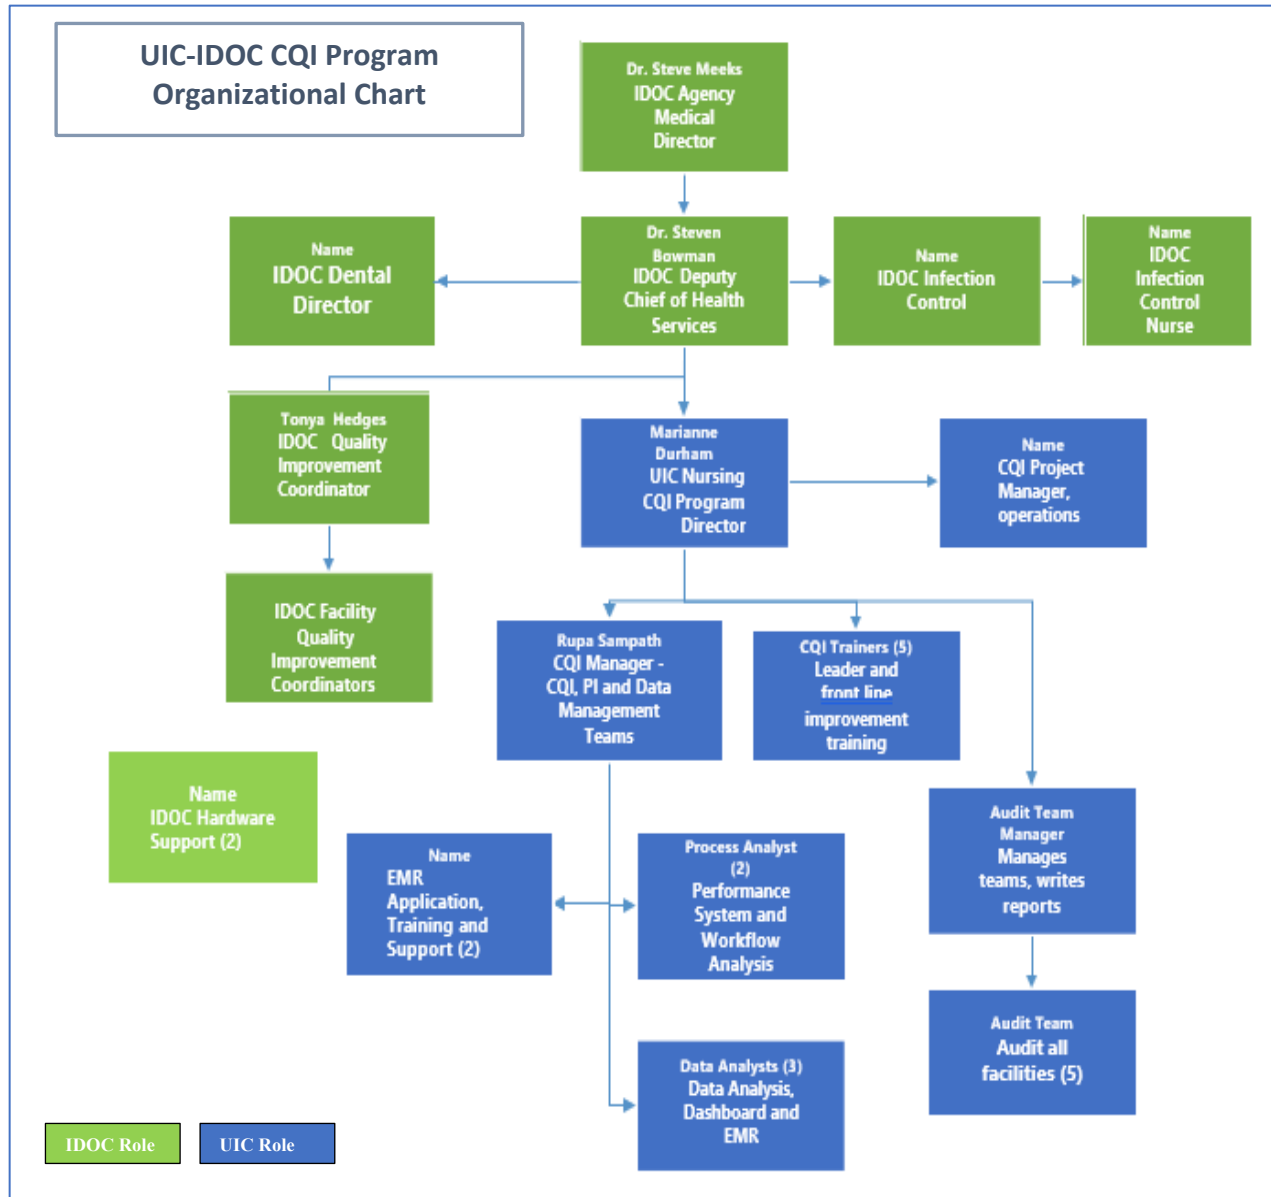 UIC-IDOC CQI Program
Organizational Chart
Dr. Steve Meeks
IDOC Agency
Medical
Director
Name
IDOC Dental
Director
Dr. Steven
Bowman
IDOC Deputy
Chief of Health
Services
Name
IDOC Infection
Control
Name
IDOC
Infection
Control
Nurse
Tonya Hedges
IDOC Quality
Improvement
Coordinator
Marianne
Durham
UIC Nursing
CQI Program
Director
Name
CQI Project
Manager,
operations
IDOC Facility
Quality
Improvement
Coordinators
Rupa Sampath
CQI Manager -
CQI, PI and Data
Management
Teams
CQI Trainers (5)
Leader and
front line
improvement
training
Name
IDOC Hardware
Support (2)
Name
EMR
Application,
Training and
Support (2)
Process Analyst
(2)
Performance
System and
Workflow
Analysis
Audit Team
Manager
Manages
teams, writes
reports
Data Analysts (3)
Data Analysis,
Dashboard and
EMR
Audit Team
Audit all
facilities (5)
IDOC Role
UIC Role